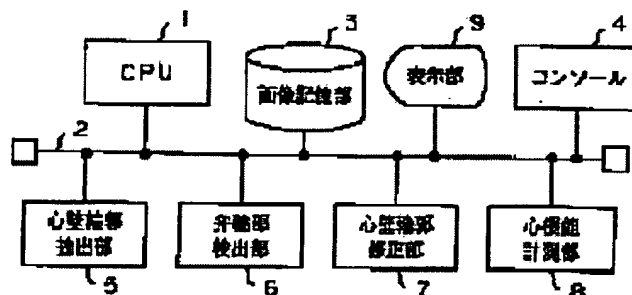 1
3
9
4
CPU
画像記憶部
表示部
コンソール
2
心壁輪郭
抽出部
弁輪部
検出部
心壁輪郭
修正部
心機能
計測部
5
6
7
8